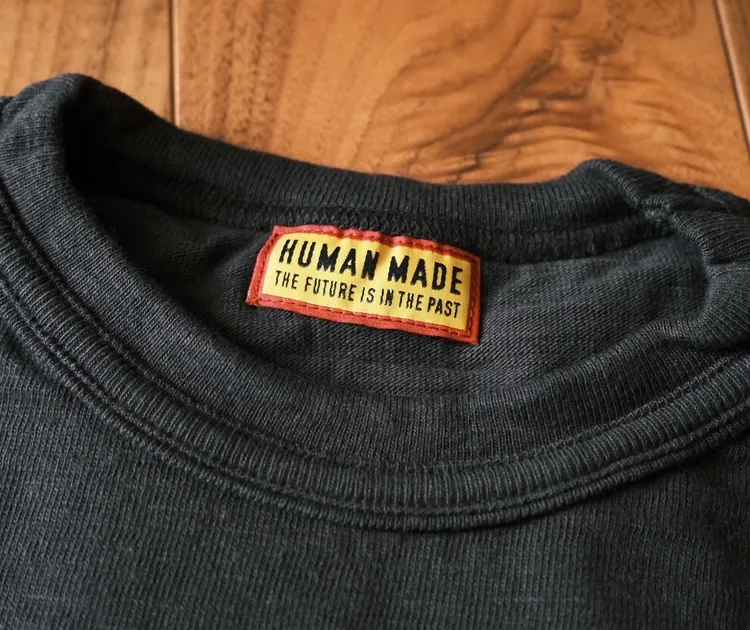 HUMAN MADE
THE FUTURE IS IN THE PAST